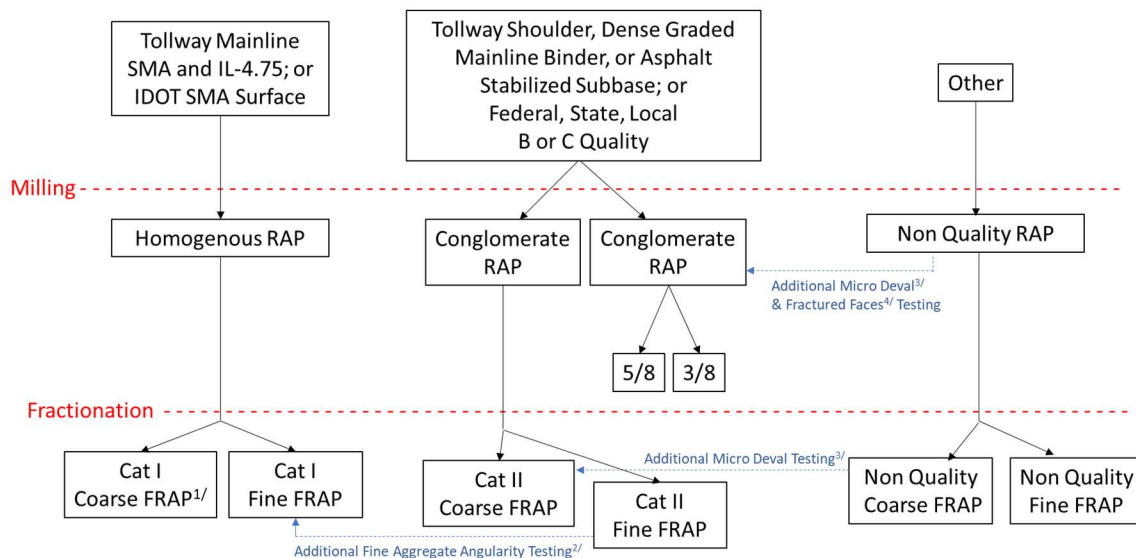 Tollway Mainline
SMA and IL-4.75; or
IDOT SMA Surface
Tollway Shoulder, Dense Graded
Mainline Binder, or Asphalt
Stabilized Subbase; or
Federal, State, Local
B or C Quality
Other
Milling
Homogenous RAP
Conglomerate
RAP
Conglomerate
RAP
Non Quality RAP
Additional Micro Deval3/
& Fractured Faces4/ Testing
5/8
3/8
Fractionation
Cat I
Coarse FRAP1/
Cat I
Fine FRAP
Cat II
Coarse FRAP
Additional Micro Deval Testing3/
Cat II
Fine FRAP
Non Quality
Coarse FRAP
Non Quality
Fine FRAP
Additional Fine Aggregate Angularity Testing2/